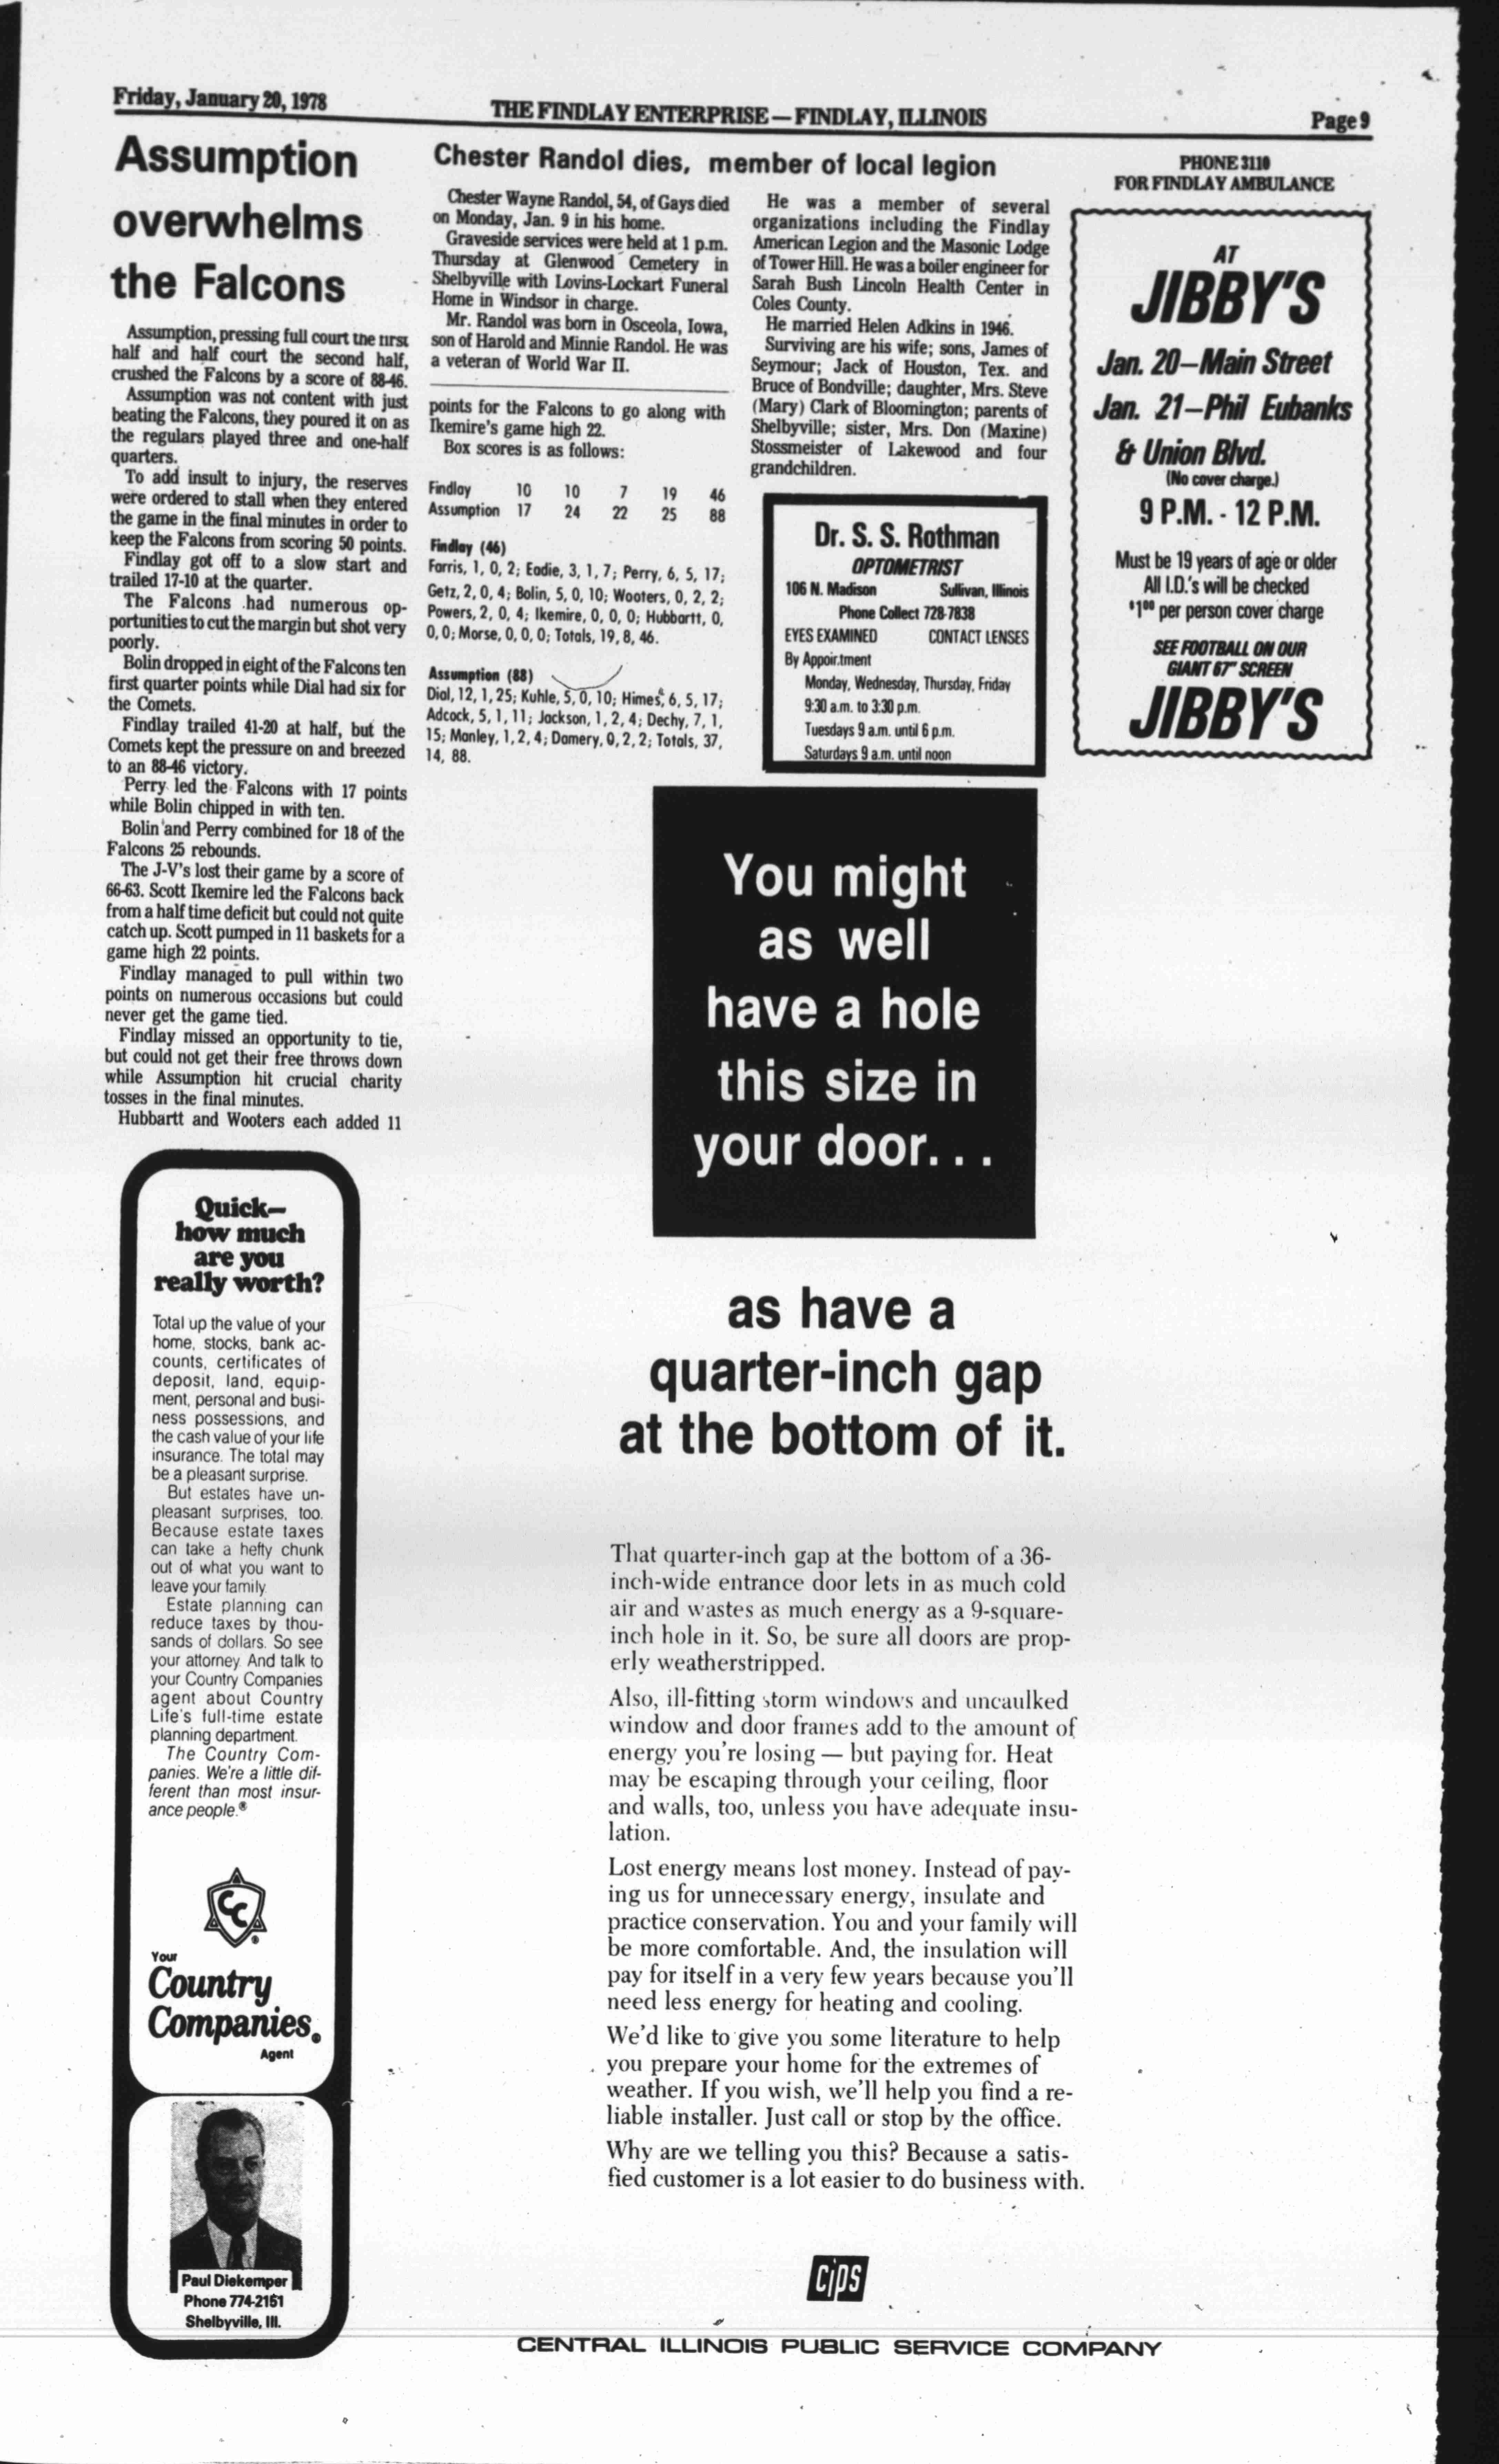 Friday, January 20, 1978
THE FINDLAY ENTERPRISE — FINDLAY, ILLINOIS
Page 9
Assumption
overwhelms
the Falcons
Assumption, pressing full court the first
half and half court the second half,
crushed the Falcons by a score of 88-46.
Assumption was not content with just
beating the Falcons, they poured it on as
the regulars played three and one-half
quarters.
To add insult to injury, the reserves
were ordered to stall when they entered
the game in the final minutes in order to
keep the Falcons from scoring 50 points.
Findlay got off to a slow start and
trailed 17-10 at the quarter.
The Falcons had numerous op-
portunities to cut the margin but shot very
poorly.
Bolin dropped in eight of the Falcons ten
first quarter points while Dial had six for
the Comets.
Findlay trailed 41-20 at half, but the
Comets kept the pressure on and breezed
to an 88-46 victory.
Perry led the Falcons with 17 points
while Bolin chipped in with ten.
Bolin and Perry combined for 18 of the
Falcons 25 rebounds.
The J-V's lost their game by a score of
66-63. Scott Ikemire led the Falcons back
from a half time deficit but could not quite
catch up. Scott pumped in 11 baskets for a
game high 22 points.
Findlay managed to pull within two
points on numerous occasions but could
never get the game tied.
Findlay missed an opportunity to tie,
but could not get their free throws down
while Assumption hit crucial charity
tosses in the final minutes.
Hubbartt and Wooters each added 11
points for the Falcons to go along with
Ikemire's game high 22.
Box scores is as follows:
Findlay 10 10 7 19 46
Assumption 17 24 22 25 88
Findlay (46)
Farris, 1, 0, 2; Eadie, 3, 1, 7; Perry, 6, 5, 17;
Getz, 2, 0, 4; Bolin, 5, 0, 10; Wooters, 0, 2, 2;
Powers, 2, 0, 4; Ikemire, 0, 0, 0; Hubbartt, 0,
0, 0; Morse, 0, 0, 0; Totals, 19, 8, 46.
Assumption (88)
Dial, 12, 1, 25; Kuhle, 5, 0, 10; Himes, 6, 5, 17;
Adcock, 5, 1, 11; Jackson, 1, 2, 4; Dechy, 7, 1,
15; Manley, 1, 2, 4; Damery, 0, 2, 2; Totals, 37,
14, 88.
Chester Randol dies, member of local legion
Chester Wayne Randol, 54, of Gays died
on Monday, Jan. 9 in his home.
Graveside services were held at 1 p.m.
Thursday at Glenwood Cemetery in
Shelbyville with Lovins-Lockart Funeral
Home in Windsor in charge.
Mr. Randol was born in Osceola, Iowa,
son of Harold and Minnie Randol. He was
a veteran of World War II.
He was a member of several
organizations including the Findlay
American Legion and the Masonic Lodge
of Tower Hill. He was a boiler engineer for
Sarah Bush Lincoln Health Center in
Coles County.
He married Helen Adkins in 1946.
Surviving are his wife; sons, James of
Seymour; Jack of Houston, Tex. and
Bruce of Bondville; daughter, Mrs. Steve
(Mary) Clark of Bloomington; parents of
Shelbyville; sister, Mrs. Don (Maxine)
Stossmeister of Lakewood and four
grandchildren.
Dr. S. S. Rothman
OPTOMETRIST
106 N. Madison Sullivan, Illinois
Phone Collect 728-7838
EYES EXAMINED CONTACT LENSES
By Appointment
Monday, Wednesday, Thursday, Friday
9:30 a.m. to 3:30 p.m.
Tuesdays 9 a.m. until 6 p.m.
Saturdays 9 a.m. until noon
PHONE 3110
FOR FINDLAY AMBULANCE
AT
JIBBY'S
Jan. 20—Main Street
Jan. 21—Phil Eubanks
& Union Blvd.
(No cover charge.)
9 P.M. - 12 P.M.
Must be 19 years of age or older
All I.D.'s will be checked
$1⁰⁰ per person cover charge
SEE FOOTBALL ON OUR
GIANT 67" SCREEN
JIBBY'S
You might
as well
have a hole
this size in
your door. . .
as have a
quarter-inch gap
at the bottom of it.
That quarter-inch gap at the bottom of a 36-
inch-wide entrance door lets in as much cold
air and wastes as much energy as a 9-square-
inch hole in it. So, be sure all doors are prop-
erly weatherstripped.
Also, ill-fitting storm windows and uncaulked
window and door frames add to the amount of
energy you're losing — but paying for. Heat
may be escaping through your ceiling, floor
and walls, too, unless you have adequate insu-
lation.
Lost energy means lost money. Instead of pay-
ing us for unnecessary energy, insulate and
practice conservation. You and your family will
be more comfortable. And, the insulation will
pay for itself in a very few years because you'll
need less energy for heating and cooling.
We'd like to give you some literature to help
you prepare your home for the extremes of
weather. If you wish, we'll help you find a re-
liable installer. Just call or stop by the office.
Why are we telling you this? Because a satis-
fied customer is a lot easier to do business with.
CIPS
CENTRAL ILLINOIS PUBLIC SERVICE COMPANY
Quick—
how much
are you
really worth?
Total up the value of your
home, stocks, bank ac-
counts, certificates of
deposit, land, equip-
ment, personal and busi-
ness possessions, and
the cash value of your life
insurance. The total may
be a pleasant surprise.
But estates have un-
pleasant surprises, too.
Because estate taxes
can take a hefty chunk
out of what you want to
leave your family.
Estate planning can
reduce taxes by thou-
sands of dollars. So see
your attorney. And talk to
your Country Companies
agent about Country
Life's full-time estate
planning department.
The Country Com-
panies. We're a little dif-
ferent than most insur-
ance people.®
CC®
Your
Country
Companies®
Agent
Paul Diekemper
Phone 774-2151
Shelbyville, Ill.